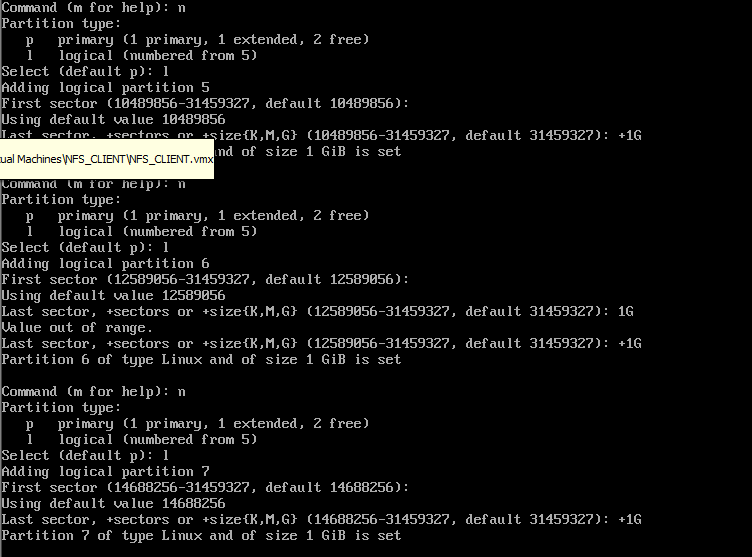 Command (m for help): n
Partition type:
   p   primary (1 primary, 1 extended, 2 free)
   l   logical (numbered from 5)
Select (default p): l
Adding logical partition 5
First sector (10489856-31459327, default 10489856):
Using default value 10489856
Last sector, +sectors or +size{K,M,G} (10489856-31459327, default 31459327): +1G
tual Machines\NFS_CLIENT\NFS_CLIENT.vmx nd of size 1 GiB is set
Command (m for help): n
Partition type:
   p   primary (1 primary, 1 extended, 2 free)
   l   logical (numbered from 5)
Select (default p): l
Adding logical partition 6
First sector (12589056-31459327, default 12589056):
Using default value 12589056
Last sector, +sectors or +size{K,M,G} (12589056-31459327, default 31459327): 1G
Value out of range.
Last sector, +sectors or +size{K,M,G} (12589056-31459327, default 31459327): +1G
Partition 6 of type Linux and of size 1 GiB is set
Command (m for help): n
Partition type:
   p   primary (1 primary, 1 extended, 2 free)
   l   logical (numbered from 5)
Select (default p): l
Adding logical partition 7
First sector (14688256-31459327, default 14688256):
Using default value 14688256
Last sector, +sectors or +size{K,M,G} (14688256-31459327, default 31459327): +1G
Partition 7 of type Linux and of size 1 GiB is set